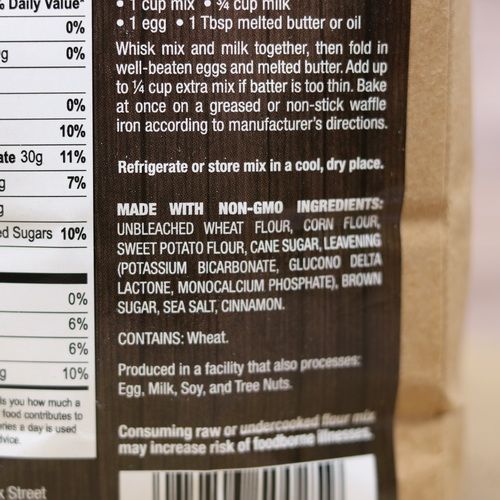 % Daily Value*
0%
g 0%
0%
10%
ate 30g 11%
g 7%
g
ed Sugars 10%
0%
6%
6%
g 10%
ls you how much a
food contributes to
ries a day is used
dvice.
k Street
• 1 cup mix • ¾ cup milk
• 1 egg • 1 Tbsp melted butter or oil
Whisk mix and milk together, then fold in
well-beaten eggs and melted butter. Add up
to ¼ cup extra mix if batter is too thin. Bake
at once on a greased or non-stick waffle
iron according to manufacturer's directions.
Refrigerate or store mix in a cool, dry place.
MADE WITH NON-GMO INGREDIENTS:
UNBLEACHED WHEAT FLOUR, CORN FLOUR,
SWEET POTATO FLOUR, CANE SUGAR, LEAVENING
(POTASSIUM BICARBONATE, GLUCONO DELTA
LACTONE, MONOCALCIUM PHOSPHATE), BROWN
SUGAR, SEA SALT, CINNAMON.
CONTAINS: Wheat.
Produced in a facility that also processes:
Egg, Milk, Soy, and Tree Nuts.
Consuming raw or undercooked flour mix
may increase risk of foodborne illnesses.